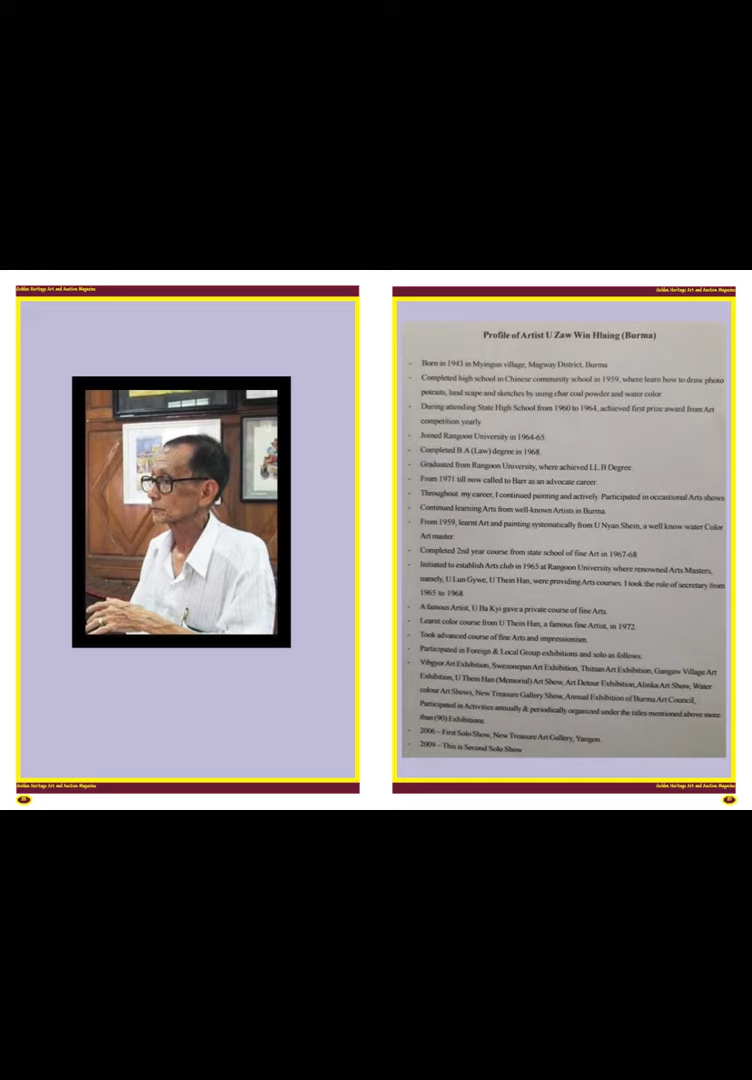 Golden Heritage Art and Auction Magazine
Golden Heritage Art and Auction Magazine
Profile of Artist U Zaw Win Hlaing (Burma)
- Born in 1943 in Myingun village, Magway District, Burma
- Completed high school in Chinese community school in 1959, where learn how to draw photo
potraits, land scape and sketches by using char coal powder and water color.
- During attending State High School from 1960 to 1964, achieved first prize award from Art
competition yearly.
- Joined Rangoon University in 1964-65.
- Completed B.A (Law) degree in 1968.
- Graduated from Rangoon University, where achieved LL.B Degree.
- From 1971 till now called to Barr as an advocate career.
- Throughout my career, I continued painting and actively. Participated in occastional Arts shows
- Continued learning Arts from well-known Artists in Burma.
- From 1959, learnt Art and painting systematically from U Nyan Shein, a well know water Color
Art master.
- Completed 2nd year course from state school of fine Art in 1967-68.
- Initiated to establish Arts club in 1965 at Rangoon University where renowned Arts Masters,
namely, U Lun Gywe, U Thein Han, were providing Arts courses. I took the role of secretary from
1965 to 1968
- A famous Artist, U Ba Kyi gave a private course of fine Arts.
- Learnt color course from U Thein Han, a famous fine Artist, in 1972.
- Took advanced course of fine Arts and impressionism.
- Participated in Foreign & Local Group exhibitions and solo as follows:
- Vibgyor Art Exhibition, Swezonepan Art Exhibition, Thitsan Art Exhibition, Gangaw Village Art
Exhibition, U Thein Han (Memorial) Art Show, Art Detour Exhibition, Alinka Art Show, Water
colour Art Shows, New Treasure Gallery Show, Annual Exhibition of Burma Art Council,
Participated in Activities annually & periodically organized under the titles mentioned above more
than (90) Exhibitions.
- 2006 – First Solo Show, New Treasure Art Gallery, Yangon.
- 2009 – This is Second Solo Show
Golden Heritage Art and Auction Magazine
Golden Heritage Art and Auction Magazine